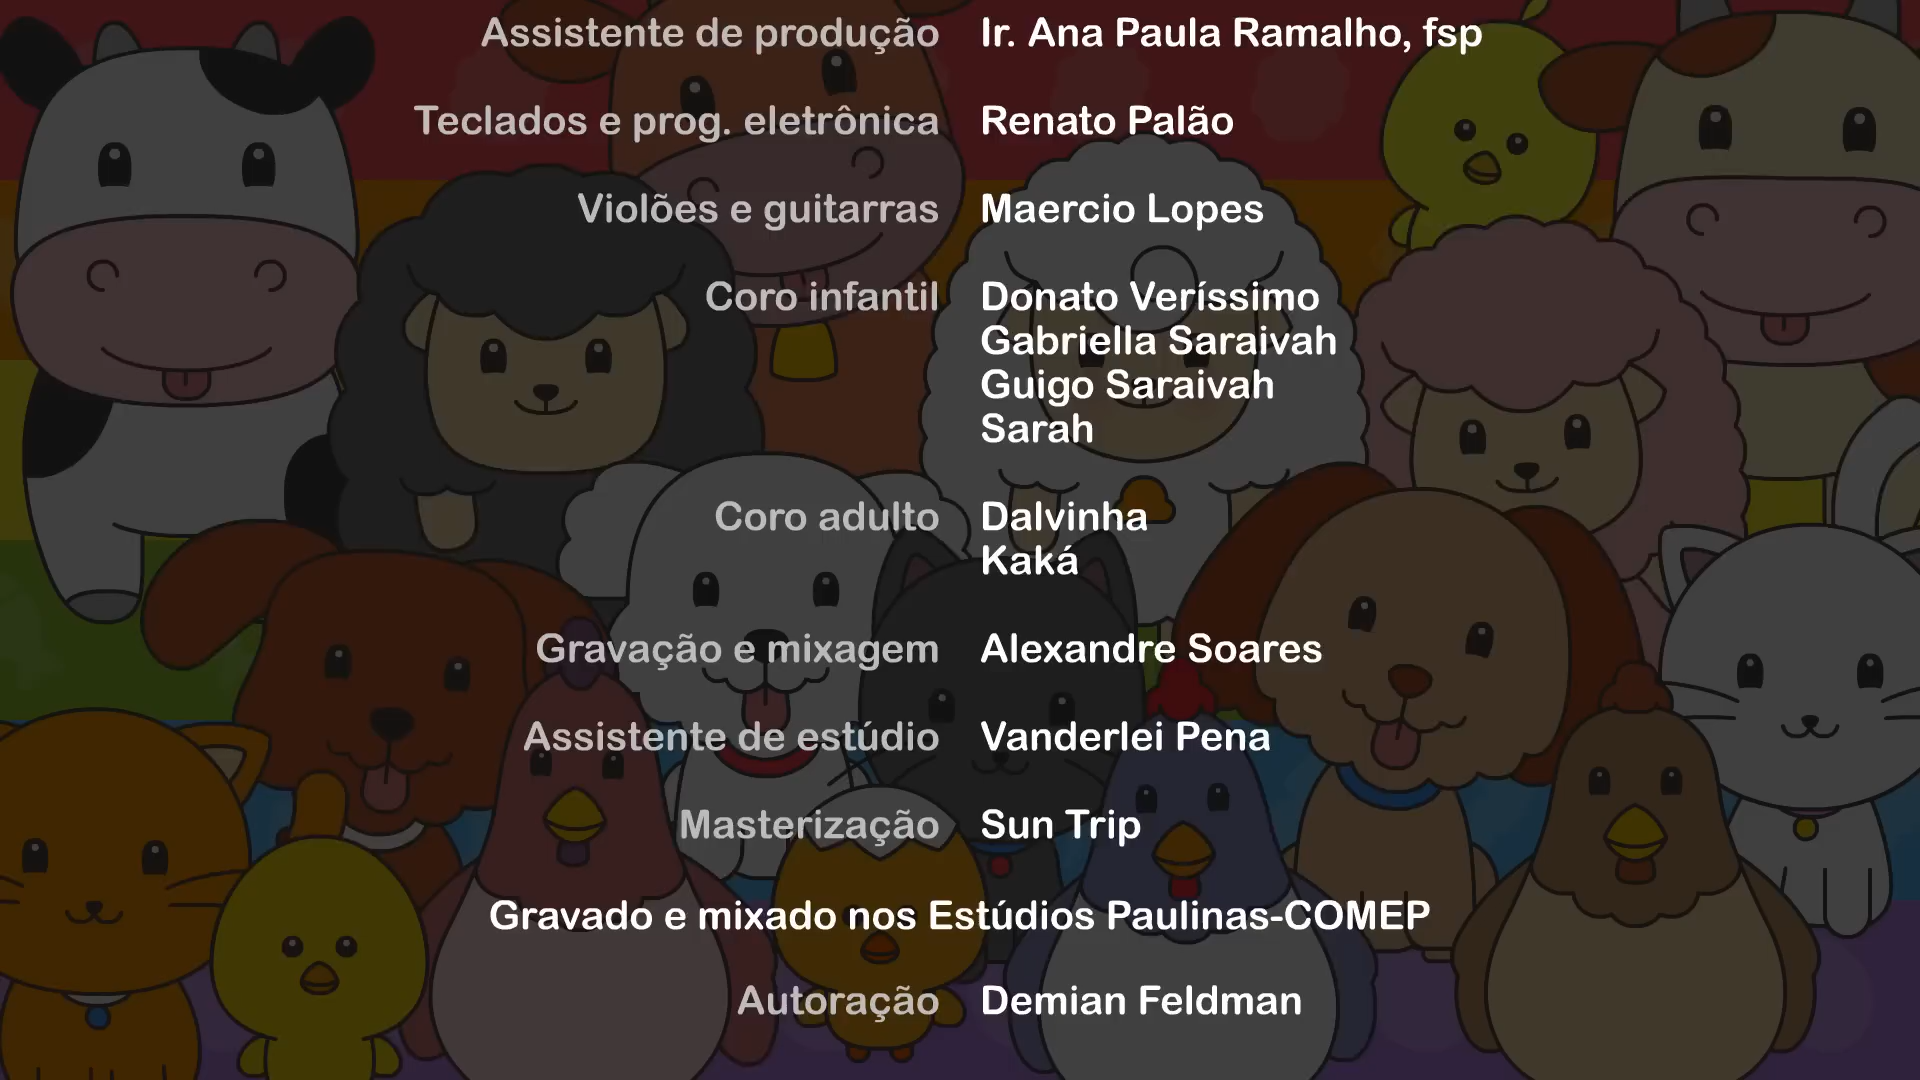 Assistente de produção Ir. Ana Paula Ramalho, fsp
Teclados e prog. eletrônica Renato Palão
Violões e guitarras Maercio Lopes
Coro infantil Donato Veríssimo
Gabriella Saraivah
Guigo Saraivah
Sarah
Coro adulto Dalvinha
Kaká
Gravação e mixagem Alexandre Soares
Assistente de estúdio Vanderlei Pena
Masterização Sun Trip
Gravado e mixado nos Estúdios Paulinas-COMEP
Autoração Demian Feldman